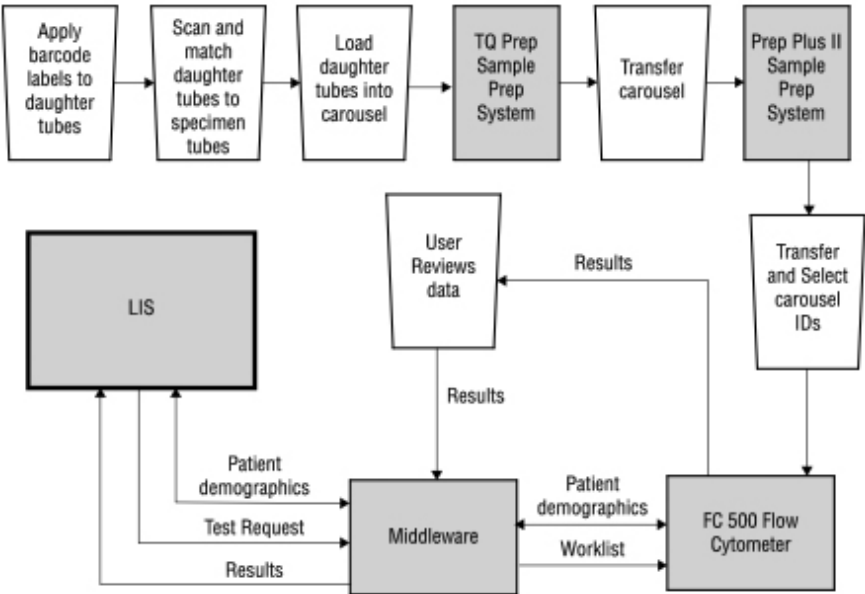 Apply
barcode
labels to
daughter
tubes
Scan and
match
daughter
tubes to
specimen
tubes
Load
daughter
tubes into
carousel
TQ Prep
Sample
Prep
System
Transfer
carousel
Prep Plus II
Sample
Prep
System
Transfer
and Select
carousel
IDs
User
Reviews
data
Results
LIS
Results
Patient
demographics
Test Request
Results
Middleware
Patient
demographics
Worklist
FC 500 Flow
Cytometer